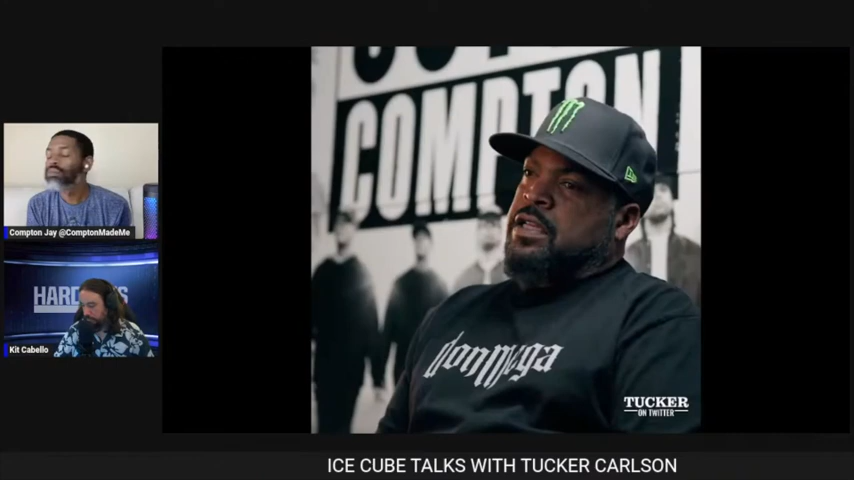 COMPTON
donmega
TUCKER
ON TWITTER
Compton Jay @ComptonMadeMe
Kit Cabello
ICE CUBE TALKS WITH TUCKER CARLSON